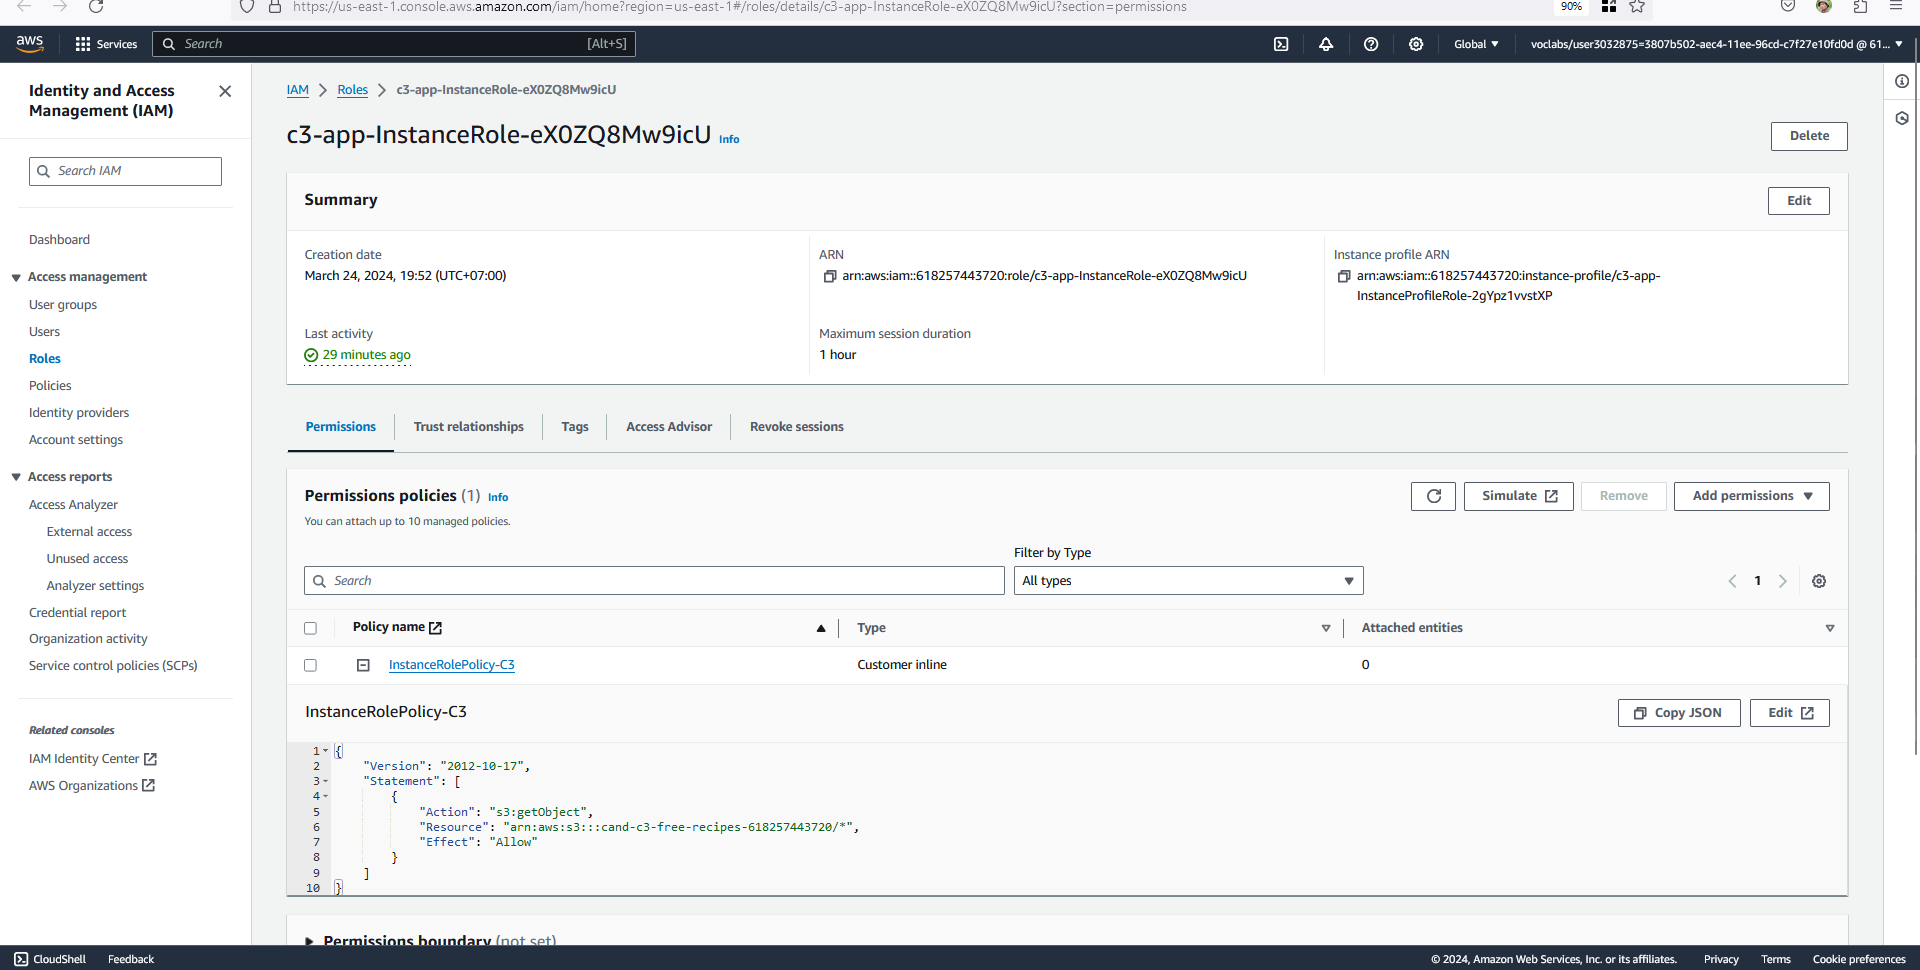 https://us-east-1.console.aws.amazon.com/iam/home?region=us-east-1#/roles/details/c3-app-InstanceRole-eX0ZQ8Mw9icU?section=permissions
90%
aws
Services
Search
[Alt+S]
Global
voclabs/user3032875=3807b502-aec4-11ee-96cd-c7f27e10fd0d @ 61...
Identity and Access
Management (IAM)
Search IAM
Dashboard
Access management
User groups
Users
Roles
Policies
Identity providers
Account settings
Access reports
Access Analyzer
External access
Unused access
Analyzer settings
Credential report
Organization activity
Service control policies (SCPs)
Related consoles
IAM Identity Center
AWS Organizations
IAM > Roles > c3-app-InstanceRole-eX0ZQ8Mw9icU
c3-app-InstanceRole-eX0ZQ8Mw9icU Info
Delete
Summary
Edit
Creation date
March 24, 2024, 19:52 (UTC+07:00)
ARN
arn:aws:iam::618257443720:role/c3-app-InstanceRole-eX0ZQ8Mw9icU
Instance profile ARN
arn:aws:iam::618257443720:instance-profile/c3-app-
InstanceProfileRole-2gYpz1vvstXP
Last activity
29 minutes ago
Maximum session duration
1 hour
Permissions
Trust relationships
Tags
Access Advisor
Revoke sessions
Permissions policies (1) Info
You can attach up to 10 managed policies.
Simulate
Remove
Add permissions
Filter by Type
Search
All types
1
Policy name
Type
Attached entities
InstanceRolePolicy-C3
Customer inline
0
InstanceRolePolicy-C3
Copy JSON
Edit
1 {
2 "Version": "2012-10-17",
3 "Statement": [
4 {
5 "Action": "s3:getObject",
6 "Resource": "arn:aws:s3:::cand-c3-free-recipes-618257443720/*",
7 "Effect": "Allow"
8 }
9 ]
10 }
Permissions boundary (not set)
CloudShell
Feedback
© 2024, Amazon Web Services, Inc. or its affiliates.
Privacy
Terms
Cookie preferences